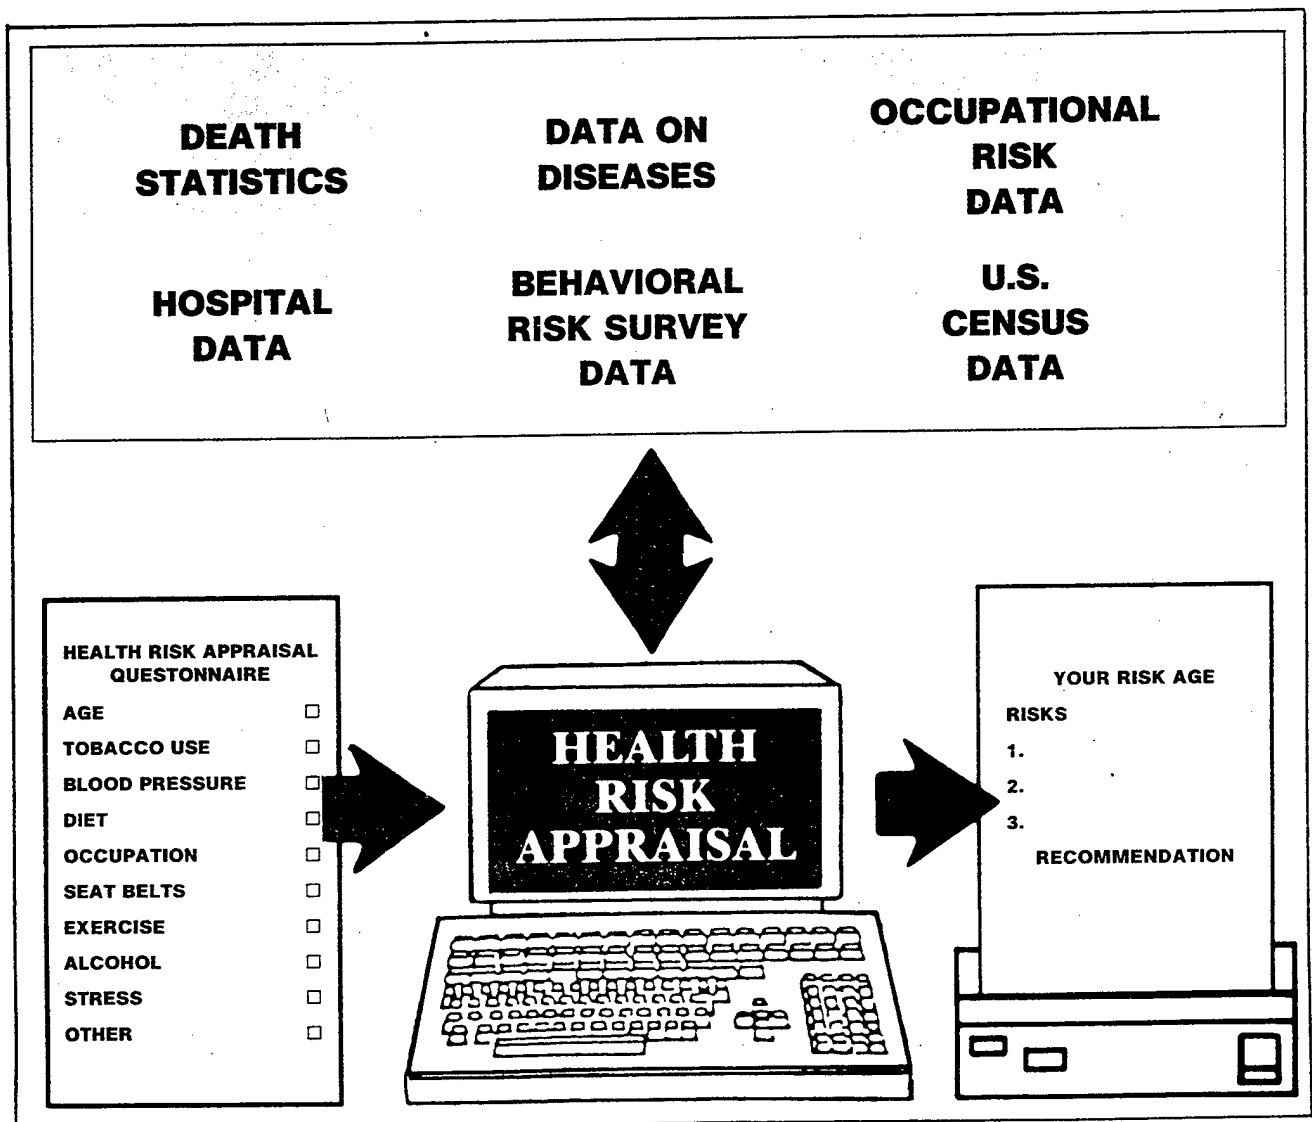 DEATH
STATISTICS
DATA ON
DISEASES
OCCUPATIONAL
RISK
DATA
HOSPITAL
DATA
BEHAVIORAL
RISK SURVEY
DATA
U.S.
CENSUS
DATA
HEALTH RISK APPRAISAL
QUESTONNAIRE
AGE
TOBACCO USE
BLOOD PRESSURE
DIET
OCCUPATION
SEAT BELTS
EXERCISE
ALCOHOL
STRESS
OTHER
HEALTH
RISK
APPRAISAL
YOUR RISK AGE
RISKS
1.
2.
3.
RECOMMENDATION